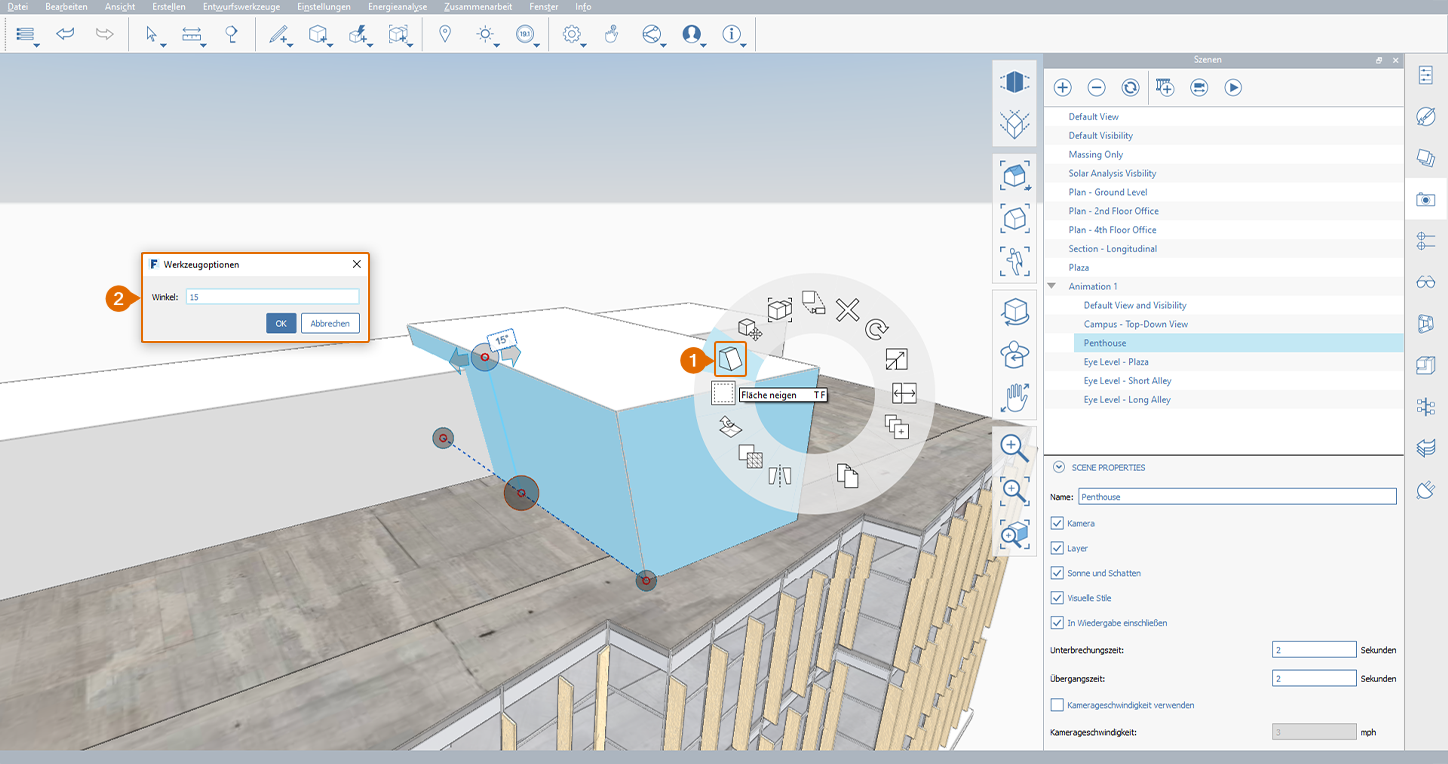 Datei Bearbeiten Ansicht Erstellen Entwurfswerkzeuge Einstellungen Energieanalyse Zusammenarbeit Fenster Info
19.1
Szenen
Default View
Default Visibility
Massing Only
Solar Analysis Visbility
Plan - Ground Level
Plan - 2nd Floor Office
Plan - 4th Floor Office
Section - Longitudinal
Plaza
Animation 1
Default View and Visibility
Campus - Top-Down View
Penthouse
Eye Level - Plaza
Eye Level - Short Alley
Eye Level - Long Alley
F Werkzeugoptionen
2
Winkel: 15
OK Abbrechen
15°
1
Fläche neigen TF
SCENE PROPERTIES
Name: Penthouse
Kamera
Layer
Sonne und Schatten
Visuelle Stile
In Wiedergabe einschließen
Unterbrechungszeit: 2 Sekunden
Übergangszeit: 2 Sekunden
Kamerageschwindigkeit verwenden
Kamerageschwindigkeit: 3 mph